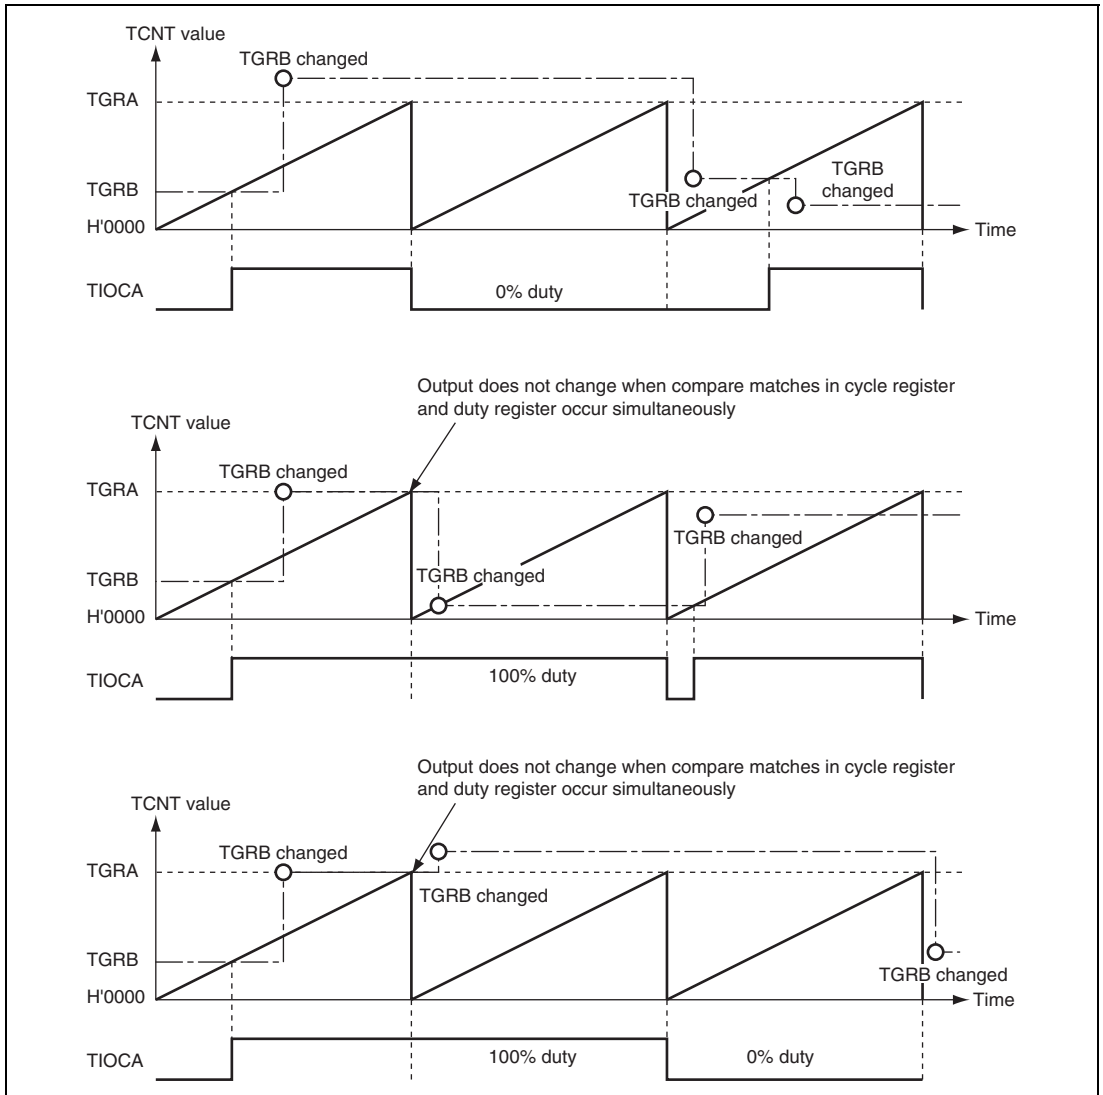 TCNT value
TGRB changed
TGRA
TGRB
changed
TGRB
TGRB changed
H'0000
Time
TIOCA
0% duty
Output does not change when compare matches in cycle register
and duty register occur simultaneously
TCNT value
TGRB changed
TGRA
TGRB changed
TGRB changed
TGRB
H'0000
Time
TIOCA
100% duty
Output does not change when compare matches in cycle register
and duty register occur simultaneously
TCNT value
TGRB changed
TGRA
TGRB changed
TGRB
TGRB changed
H'0000
Time
TIOCA
100% duty
0% duty